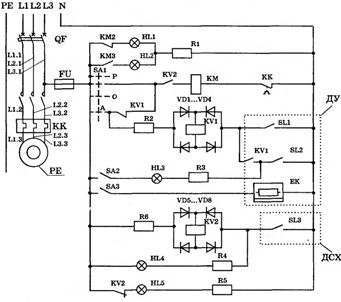 PE L1 L2 L3 N
QF
KM2 HL1
R1
L1.1
L2.1
L3.1
KM3 HL2
FU
SA1
P
KV2
KM
KK
O
KV1
VD1...VD4
A
R2
KV1
SL1
ДУ
L1.2
L2.2
L3.2
KK
L1.3
L2.3
L3.3
KV1
SL2
SA2
HL3
R3
PE
SA3
EK
VD5...VD8
R6
KV2
SL3
ДСХ
HL4
R4
KV2
HL5
R5